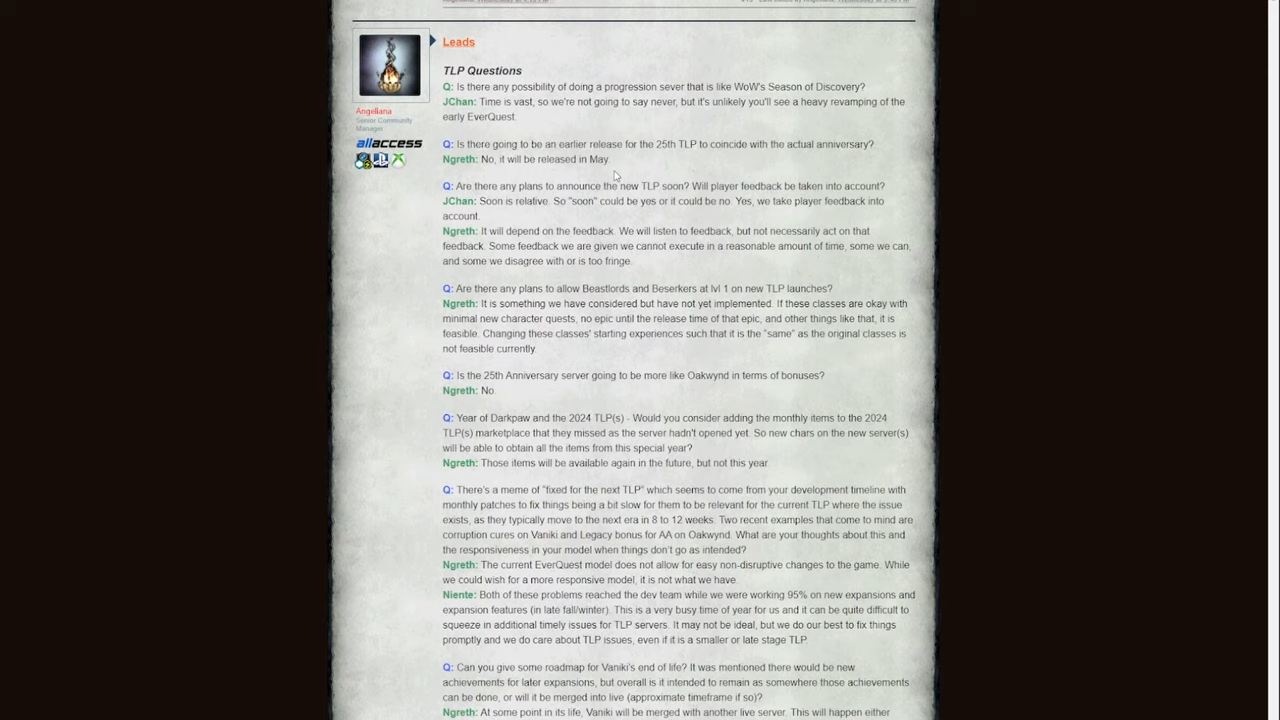 Leads
TLP Questions
Q: Is there any possibility of doing a progression sever that is like WoW's Season of Discovery?
JChan: Time is vast, so we're not going to say never, but it's unlikely you'll see a heavy revamping of the
early EverQuest.
Angeliana
Senior Community
Manager
allaccess
Q: Is there going to be an earlier release for the 25th TLP to coincide with the actual anniversary?
Ngreth: No, it will be released in May.
Q: Are there any plans to announce the new TLP soon? Will player feedback be taken into account?
JChan: Soon is relative. So "soon" could be yes or it could be no. Yes, we take player feedback into
account.
Ngreth: It will depend on the feedback. We will listen to feedback, but not necessarily act on that
feedback. Some feedback we are given we cannot execute in a reasonable amount of time, some we can,
and some we disagree with or is too fringe.
Q: Are there any plans to allow Beastlords and Beserkers at lvl 1 on new TLP launches?
Ngreth: It is something we have considered but have not yet implemented. If these classes are okay with
minimal new character quests, no epic until the release time of that epic, and other things like that, it is
feasible. Changing these classes' starting experiences such that it is the "same" as the original classes is
not feasible currently.
Q: Is the 25th Anniversary server going to be more like Oakwynd in terms of bonuses?
Ngreth: No.
Q: Year of Darkpaw and the 2024 TLP(s) - Would you consider adding the monthly items to the 2024
TLP(s) marketplace that they missed as the server hadn't opened yet. So new chars on the new server(s)
will be able to obtain all the items from this special year?
Ngreth: Those items will be available again in the future, but not this year.
Q: There's a meme of "fixed for the next TLP" which seems to come from your development timeline with
monthly patches to fix things being a bit slow for them to be relevant for the current TLP where the issue
exists, as they typically move to the next era in 8 to 12 weeks. Two recent examples that come to mind are
corruption cures on Vaniki and Legacy bonus for AA on Oakwynd. What are your thoughts about this and
the responsiveness in your model when things don't go as intended?
Ngreth: The current EverQuest model does not allow for easy non-disruptive changes to the game. While
we could wish for a more responsive model, it is not what we have.
Niente: Both of these problems reached the dev team while we were working 95% on new expansions and
expansion features (in late fall/winter). This is a very busy time of year for us and it can be quite difficult to
squeeze in additional timely issues for TLP servers. It may not be ideal, but we do our best to fix things
promptly and we do care about TLP issues, even if it is a smaller or late stage TLP.
Q: Can you give some roadmap for Vaniki's end of life? It was mentioned there would be new
achievements for later expansions, but overall is it intended to remain as somewhere those achievements
can be done, or will it be merged into live (approximate timeframe if so)?
Ngreth: At some point in its life, Vaniki will be merged with another live server. This will happen either